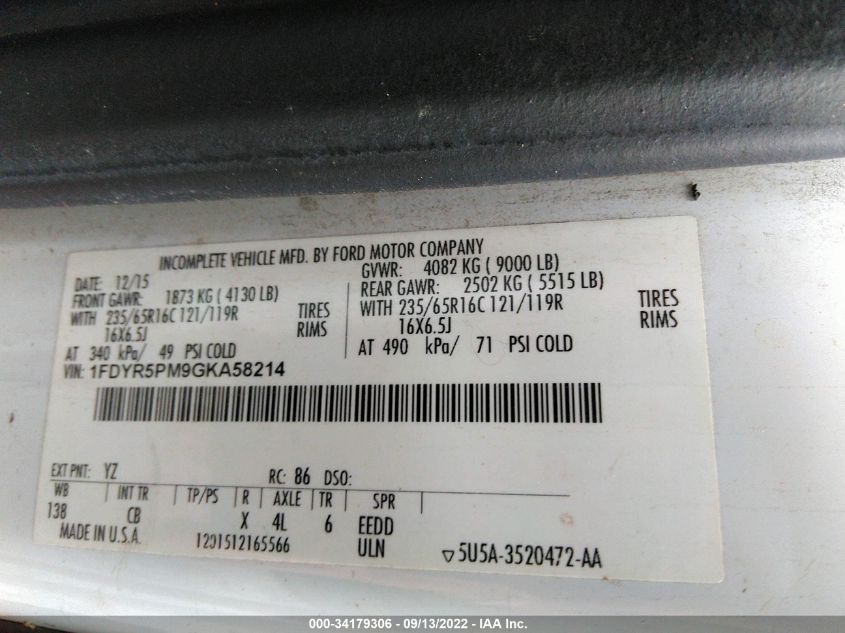 INCOMPLETE VEHICLE MFD. BY FORD MOTOR COMPANY
DATE: 12/15
GVWR: 4082 KG ( 9000 LB)
FRONT GAWR: 1873 KG ( 4130 LB)
REAR GAWR: 2502 KG ( 5515 LB)
WITH 235/65R16C 121/119R TIRES
WITH 235/65R16C 121/119R TIRES
16X6.5J RIMS
16X6.5J RIMS
AT 340 kPa/ 49 PSI COLD
AT 490 kPa/ 71 PSI COLD
VIN: 1FDYR5PM9GKA58214
EXT PNT: YZ RC: 86 DSO:
WB INT TR TP/PS R AXLE TR SPR
138 CB X 4L 6 EEDD
MADE IN U.S.A. 1201512165566 ULN ▽5U5A-3520472-AA
000-34179306 - 09/13/2022 - IAA Inc.